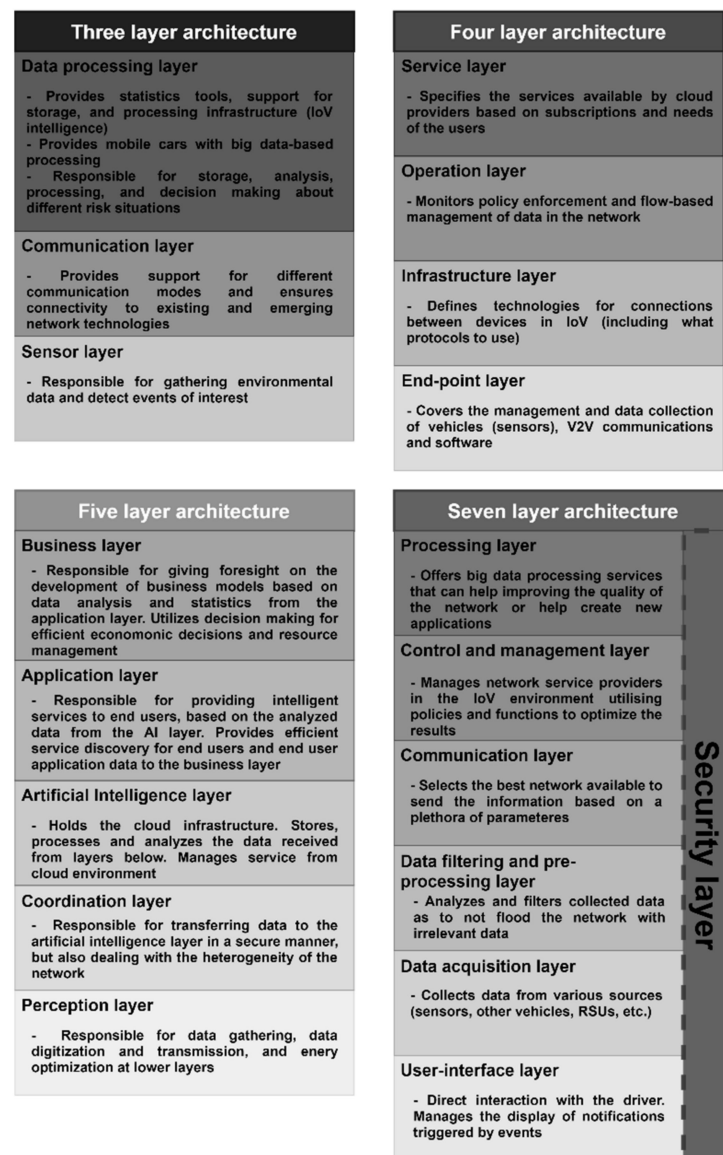 Three layer architecture
Data processing layer
- Provides statistics tools, support for
storage, and processing infrastructure (IoV
intelligence)
- Provides mobile cars with big data-based
processing
- Responsible for storage, analysis,
processing, and decision making about
different risk situations
Communication layer
- Provides support for different
communication modes and ensures
connectivity to existing and emerging
network technologies
Sensor layer
- Responsible for gathering environmental
data and detect events of interest
Four layer architecture
Service layer
- Specifies the services available by cloud
providers based on subscriptions and needs
of the users
Operation layer
- Monitors policy enforcement and flow-based
management of data in the network
Infrastructure layer
- Defines technologies for connections
between devices in IoV (including what
protocols to use)
End-point layer
- Covers the management and data collection
of vehicles (sensors), V2V communications
and software
Five layer architecture
Business layer
- Responsible for giving foresight on the
development of business models based on
data analysis and statistics from the
application layer. Utilizes decision making for
efficient economonic decisions and resource
management
Application layer
- Responsible for providing intelligent
services to end users, based on the analyzed
data from the AI layer. Provides efficient
service discovery for end users and end user
application data to the business layer
Artificial Intelligence layer
- Holds the cloud infrastructure. Stores,
processes and analyzes the data received
from layers below. Manages service from
cloud environment
Coordination layer
- Responsible for transferring data to the
artificial intelligence layer in a secure manner,
but also dealing with the heterogeneity of the
network
Perception layer
- Responsible for data gathering, data
digitization and transmission, and enery
optimization at lower layers
Seven layer architecture
Processing layer
- Offers big data processing services
that can help improving the quality of
the network or help create new
applications
Control and management layer
- Manages network service providers
in the IoV environment utilising
policies and functions to optimize the
results
Communication layer
- Selects the best network available to
send the information based on a
plethora of parameteres
Data filtering and pre-
processing layer
- Analyzes and filters collected data
as to not flood the network with
irrelevant data
Data acquisition layer
- Collects data from various sources
(sensors, other vehicles, RSUs, etc.)
User-interface layer
- Direct interaction with the driver.
Manages the display of notifications
triggered by events
Security layer